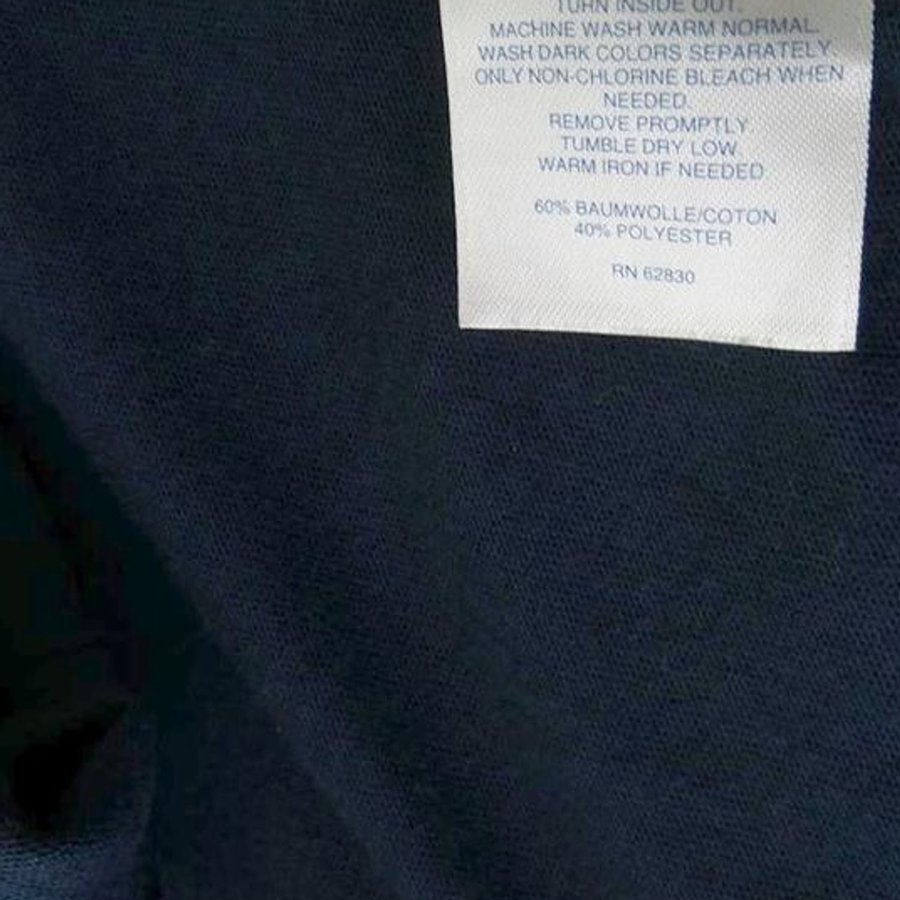 TURN INSIDE OUT.
MACHINE WASH WARM NORMAL.
WASH DARK COLORS SEPARATELY.
ONLY NON-CHLORINE BLEACH WHEN
NEEDED.
REMOVE PROMPTLY
TUMBLE DRY LOW.
WARM IRON IF NEEDED
60% BAUMWOLLE/COTON
40% POLYESTER
RN 62830